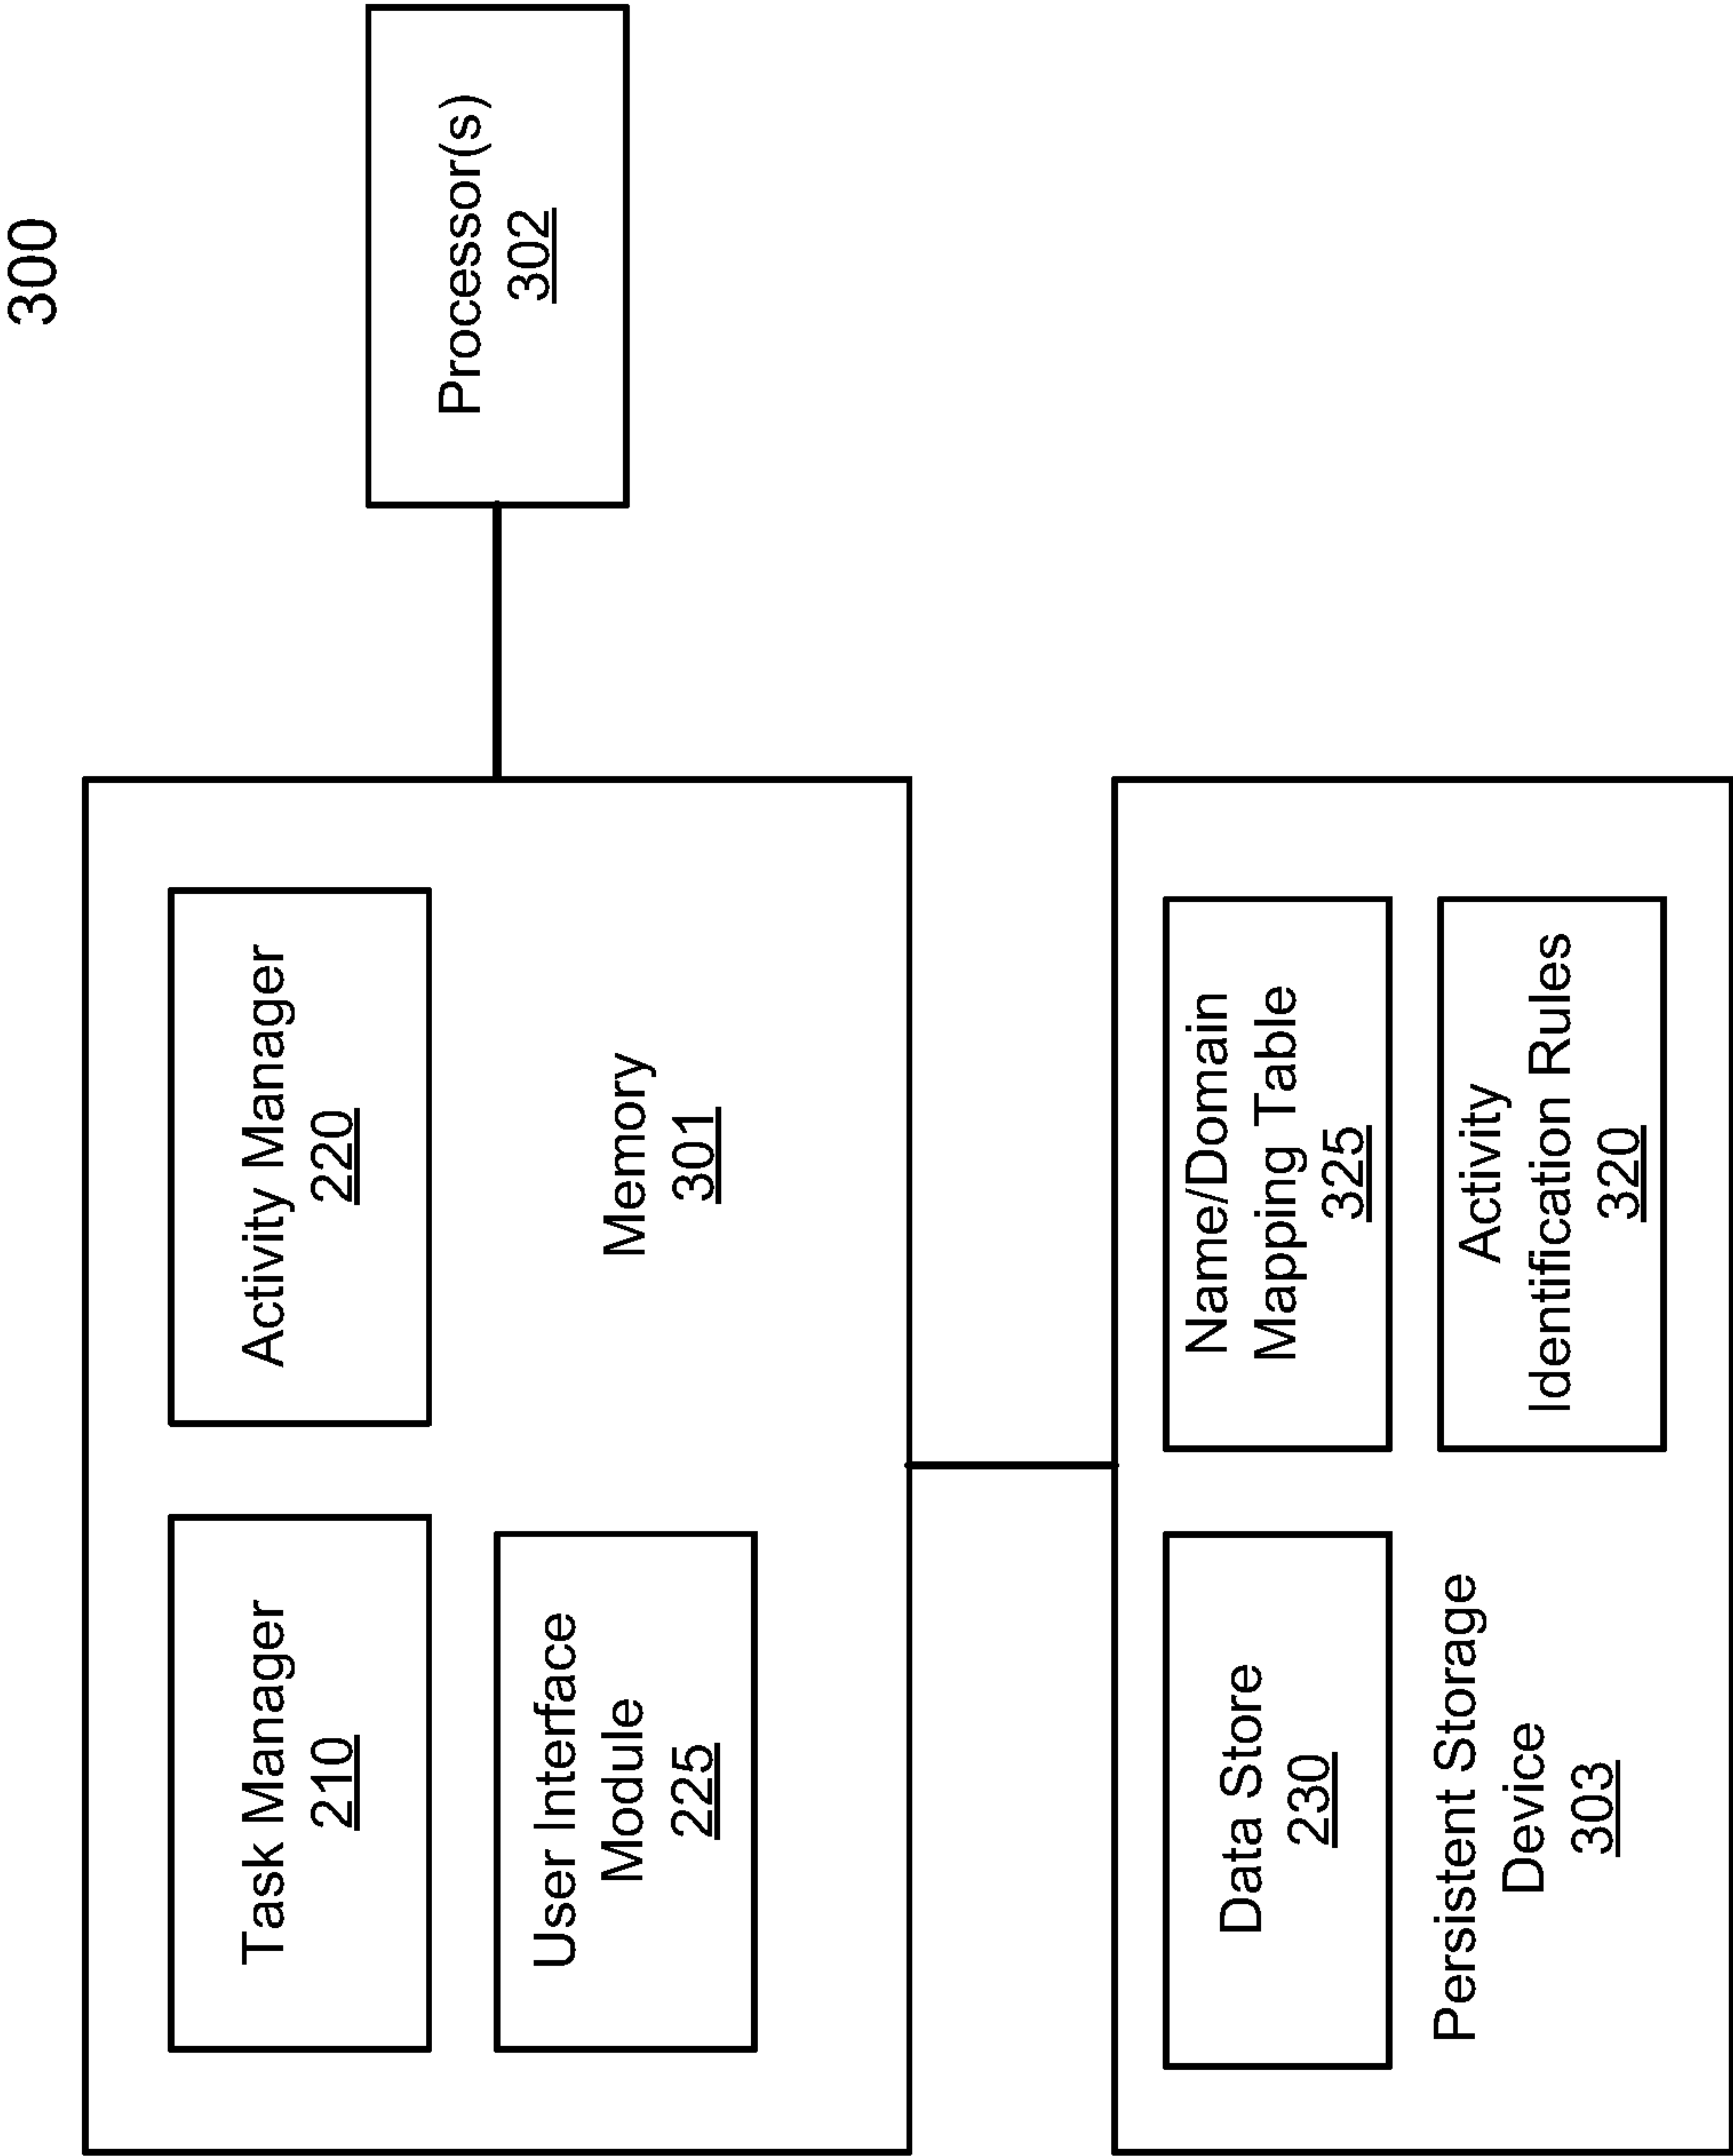 300
Task Manager
210
Activity Manager
220
User Interface
Module
225
Memory
301
Processor(s)
302
Data Store
230
Name/Domain
Mapping Table
325
Persistent Storage
Device
303
Activity
Identification Rules
320